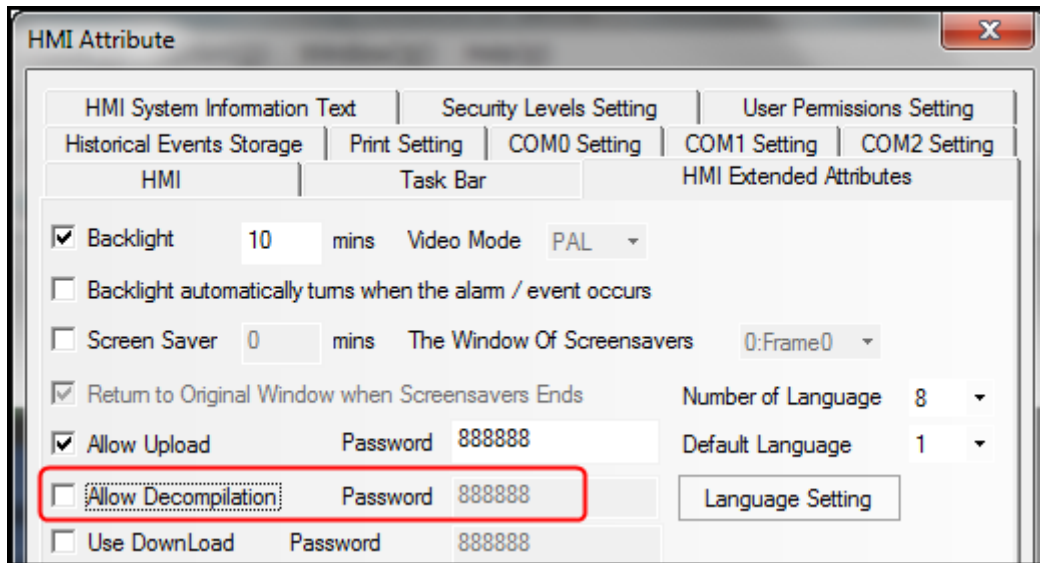 HMI Attribute
HMI System Information Text Security Levels Setting User Permissions Setting
Historical Events Storage Print Setting COM0 Setting COM1 Setting COM2 Setting
HMI Task Bar HMI Extended Attributes
Backlight 10 mins Video Mode PAL
Backlight automatically turns when the alarm / event occurs
Screen Saver 0 mins The Window Of Screensavers 0:Frame0
Return to Original Window when Screensavers Ends Number of Language 8
Allow Upload Password 888888 Default Language 1
Allow Decompilation Password 888888 Language Setting
Use DownLoad Password 888888